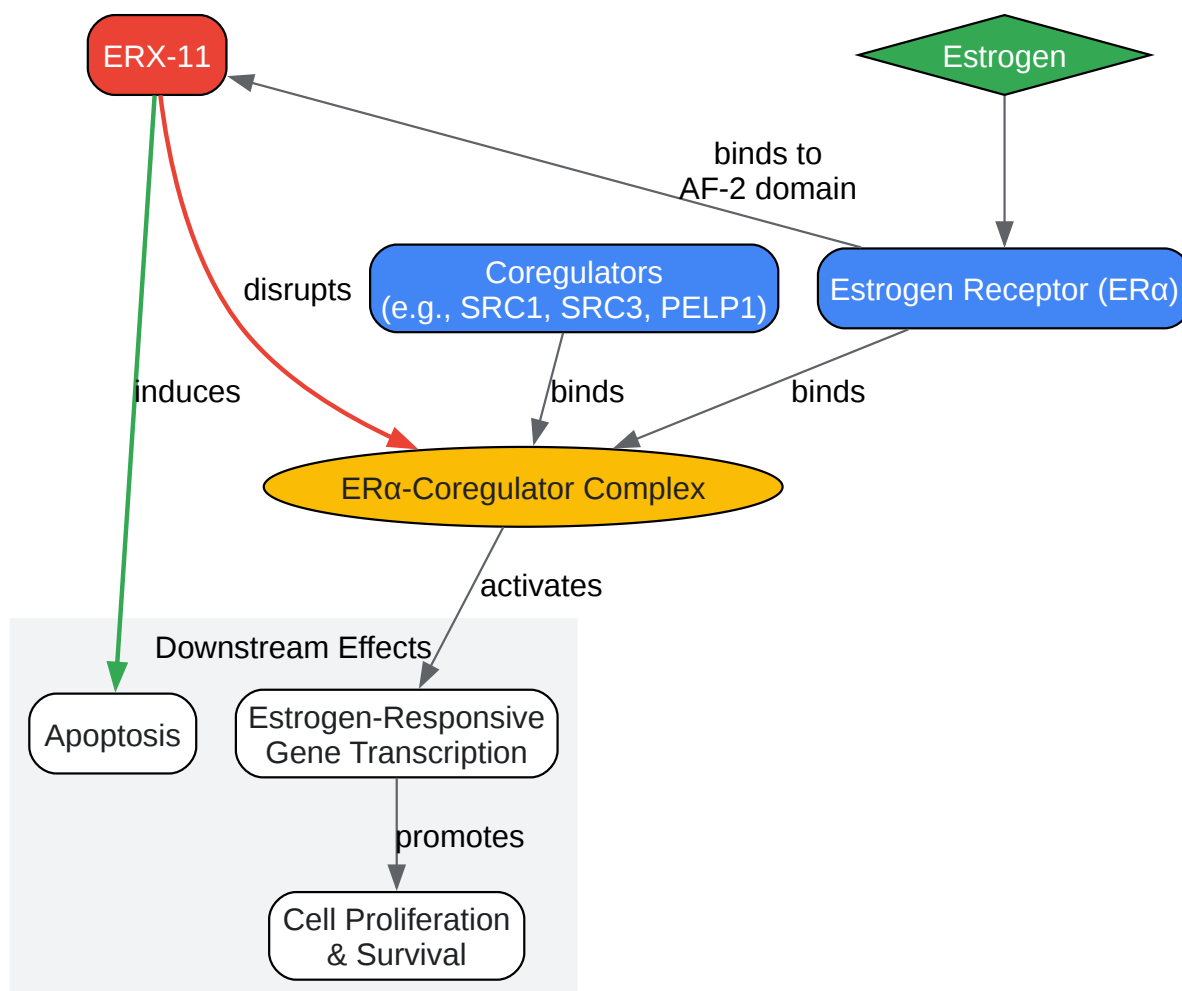 ERX-11
Estrogen
binds to
AF-2 domain
Coregulators
(e.g., SRC1, SRC3, PELP1)
Estrogen Receptor (ERα)
disrupts
induces
binds
binds
ERα-Coregulator Complex
activates
Downstream Effects
Apoptosis
Estrogen-Responsive
Gene Transcription
promotes
Cell Proliferation
& Survival